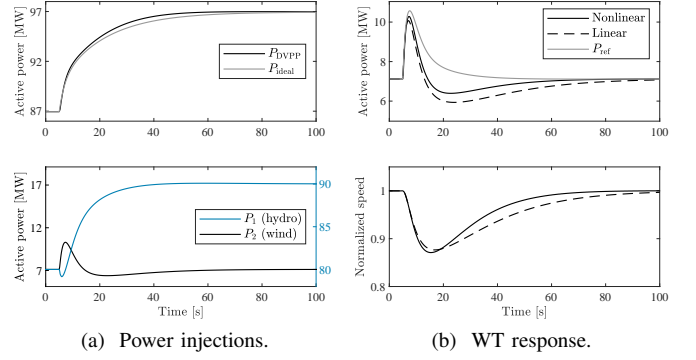 Active power [MW]
97
92
87
0 20 40 60 80 100
P_DVPP
P_ideal
Active power [MW]
17
12
7
90
85
80
0 20 40 60 80 100
P_1 (hydro)
P_2 (wind)
Time [s]
(a) Power injections.
Active power [MW]
10
8
6
0 20 40 60 80 100
Nonlinear
Linear
P_ref
Normalized speed
1
0.9
0.8
0 20 40 60 80 100
Time [s]
(b) WT response.